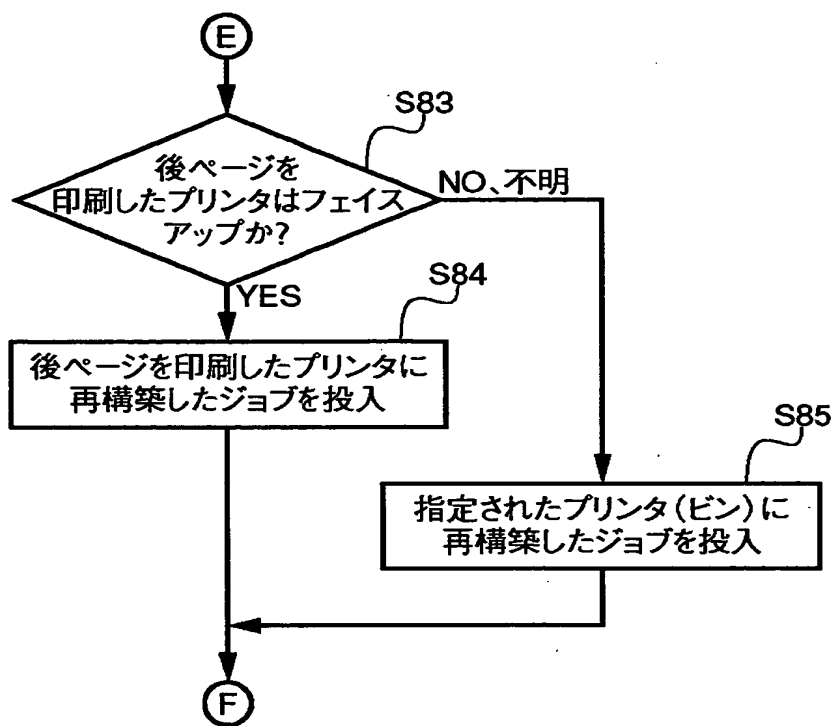 E
S83
後ページを
印刷したプリンタはフェイス
アップか?
NO、不明
YES
S84
後ページを印刷したプリンタに
再構築したジョブを投入
S85
指定されたプリンタ(ビン)に
再構築したジョブを投入
F